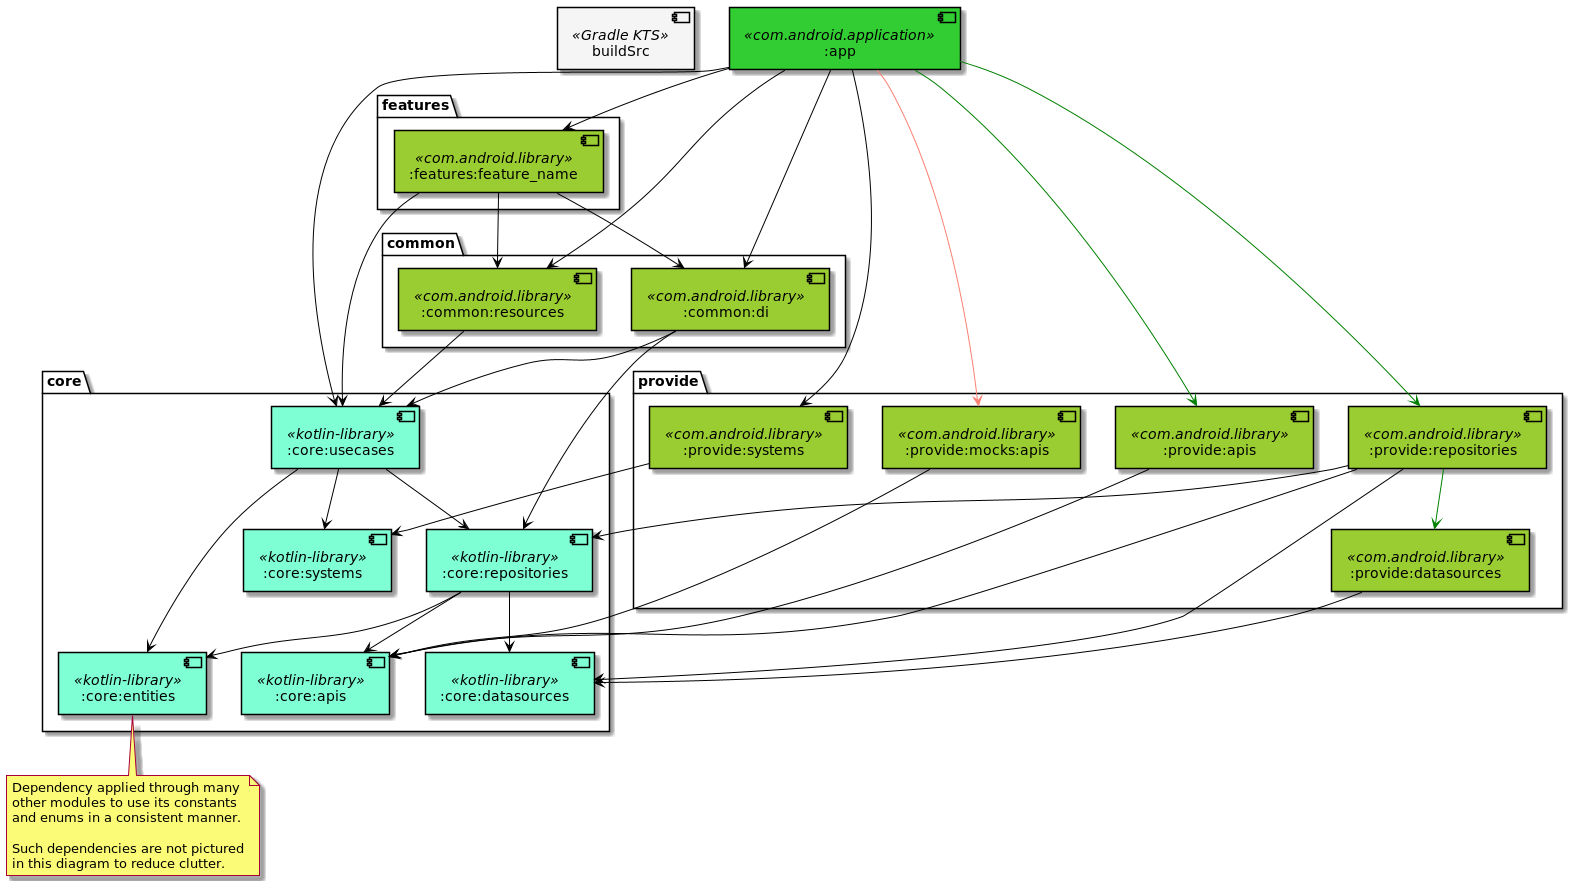 «Gradle KTS»
buildSrc
«com.android.application»
:app
features
«com.android.library»
:features:feature_name
common
«com.android.library»
:common:resources
«com.android.library»
:common:di
core
provide
«kotlin-library»
:core:usecases
«com.android.library»
:provide:systems
«com.android.library»
:provide:mocks:apis
«com.android.library»
:provide:apis
«com.android.library»
:provide:repositories
«kotlin-library»
:core:systems
«kotlin-library»
:core:repositories
«com.android.library»
:provide:datasources
«kotlin-library»
:core:entities
«kotlin-library»
:core:apis
«kotlin-library»
:core:datasources
Dependency applied through many
other modules to use its constants
and enums in a consistent manner.
Such dependencies are not pictured
in this diagram to reduce clutter.